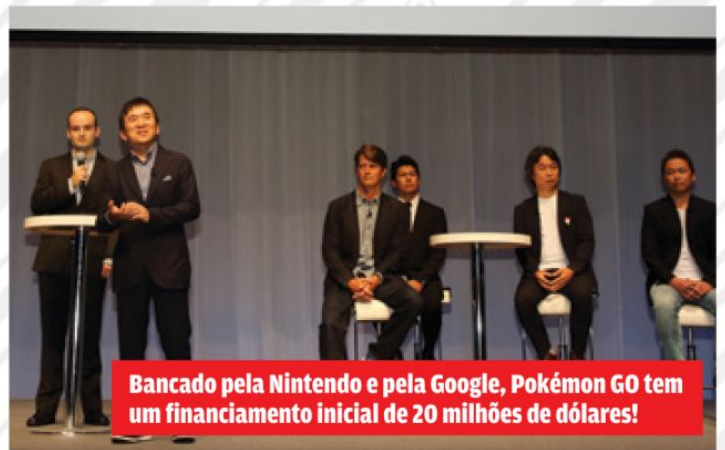 Bancado pela Nintendo e pela Google, Pokémon GO tem
um financiamento inicial de 20 milhões de dólares!